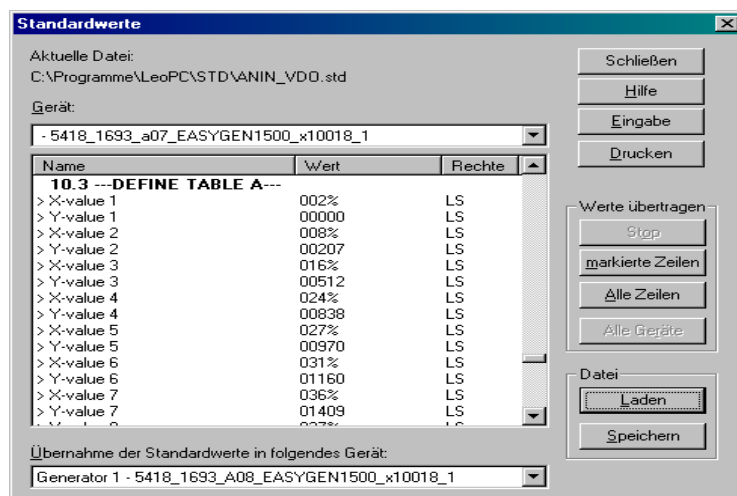 Standardwerte
Aktuelle Datei:
C:\Programme\LeoPC\STD\ANIN_VDO.std
Gerät:
- 5418_1693_a07_EASYGEN1500_x10018_1
Name Wert Rechte
10.3 ---DEFINE TABLE A---
> X-value 1 002% LS
> Y-value 1 00000 LS
> X-value 2 008% LS
> Y-value 2 00207 LS
> X-value 3 016% LS
> Y-value 3 00512 LS
> X-value 4 024% LS
> Y-value 4 00838 LS
> X-value 5 027% LS
> Y-value 5 00970 LS
> X-value 6 031% LS
> Y-value 6 01160 LS
> X-value 7 036% LS
> Y-value 7 01409 LS
Übernahme der Standardwerte in folgendes Gerät:
Generator 1 - 5418_1693_A08_EASYGEN1500_x10018_1
Schließen
Hilfe
Eingabe
Drucken
Werte übertragen
Stop
markierte Zeilen
Alle Zeilen
Alle Geräte
Datei
Laden
Speichern